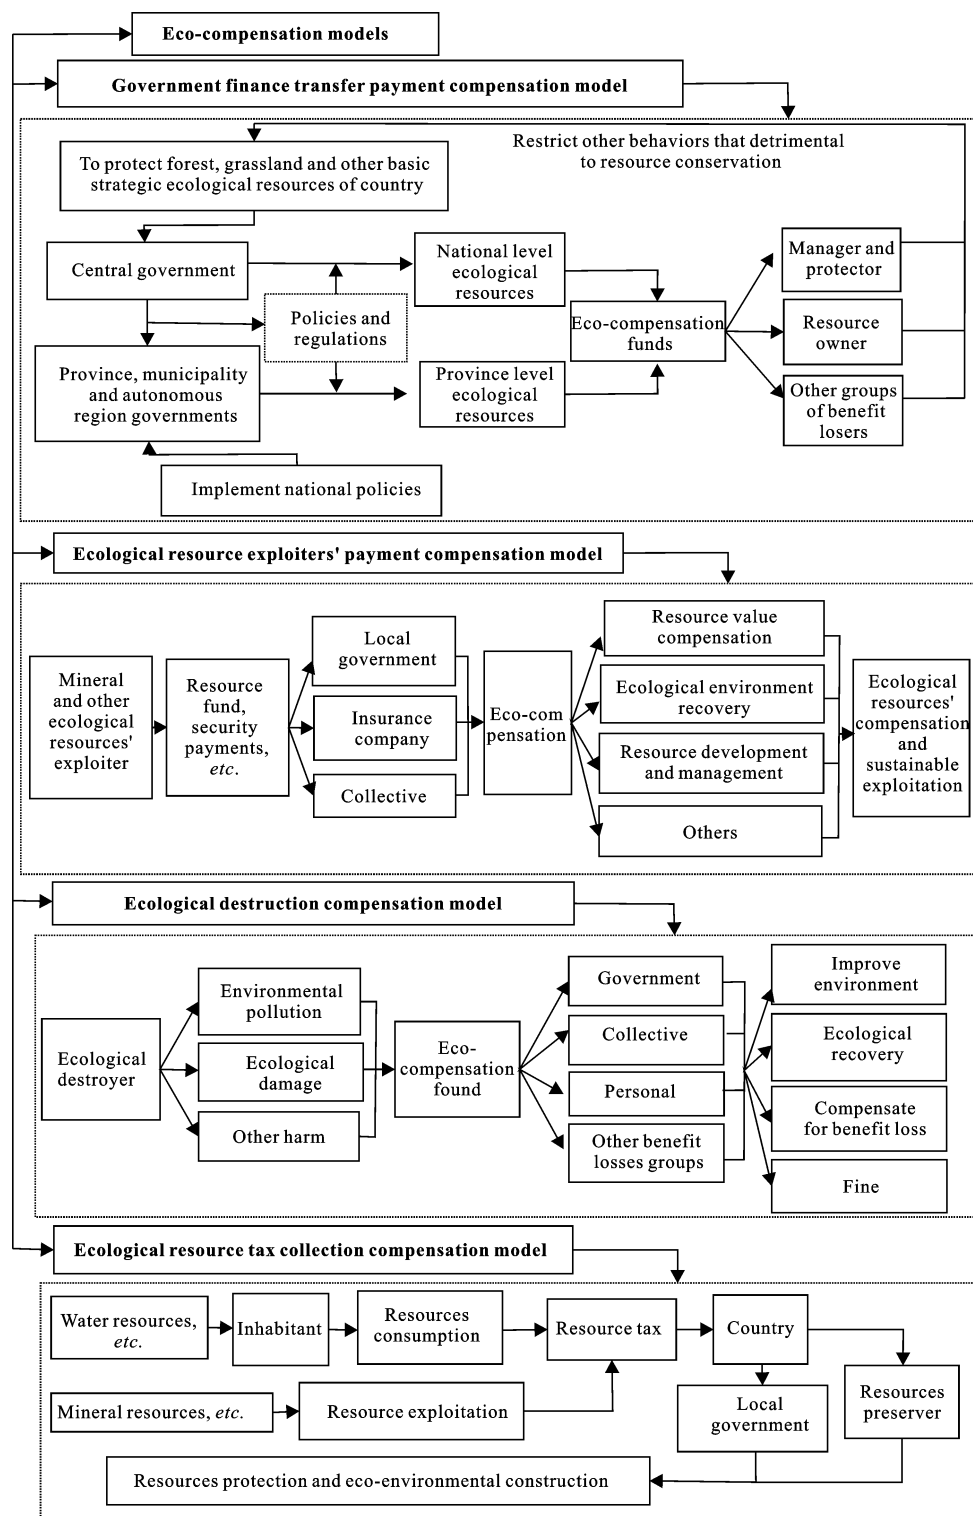 Eco-compensation models
Government finance transfer payment compensation model
Restrict other behaviors that detrimental
to resource conservation
To protect forest, grassland and other basic
strategic ecological resources of country
Central government
National level
ecological
resources
Manager and
protector
Policies and
regulations
Eco-compensation
funds
Resource
owner
Province, municipality
and autonomous
region governments
Province level
ecological
resources
Other groups
of benefit
losers
Implement national policies
Ecological resource exploiters' payment compensation model
Mineral
and other
ecological
resources'
exploiter
Resource
fund,
security
payments,
etc.
Local
government
Insurance
company
Collective
Eco-com
pensation
Resource value
compensation
Ecological environment
recovery
Resource development
and management
Others
Ecological
resources'
compensation
and
sustainable
exploitation
Ecological destruction compensation model
Ecological
destroyer
Environmental
pollution
Ecological
damage
Other harm
Eco-
compensation
found
Government
Collective
Personal
Other benefit
losses groups
Improve
environment
Ecological
recovery
Compensate
for benefit loss
Fine
Ecological resource tax collection compensation model
Water resources,
etc.
Inhabitant
Resources
consumption
Resource tax
Country
Mineral resources, etc.
Resource exploitation
Local
government
Resources
preserver
Resources protection and eco-environmental construction